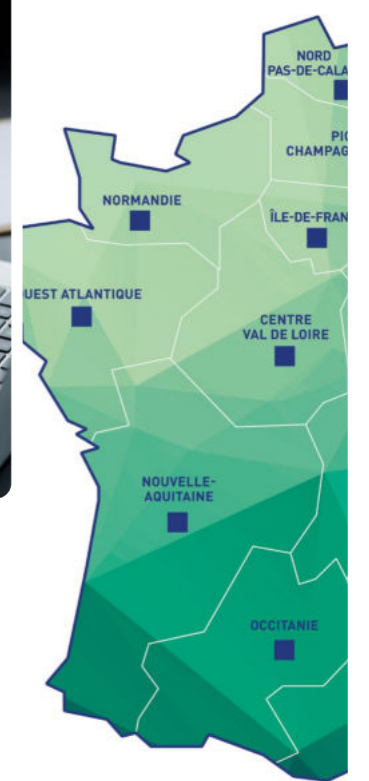 NORD
PAS-DE-CALA
PIC
CHAMPAG
NORMANDIE
ÎLE-DE-FRAN
UEST ATLANTIQUE
CENTRE
VAL DE LOIRE
NOUVELLE-
AQUITAINE
OCCITANIE